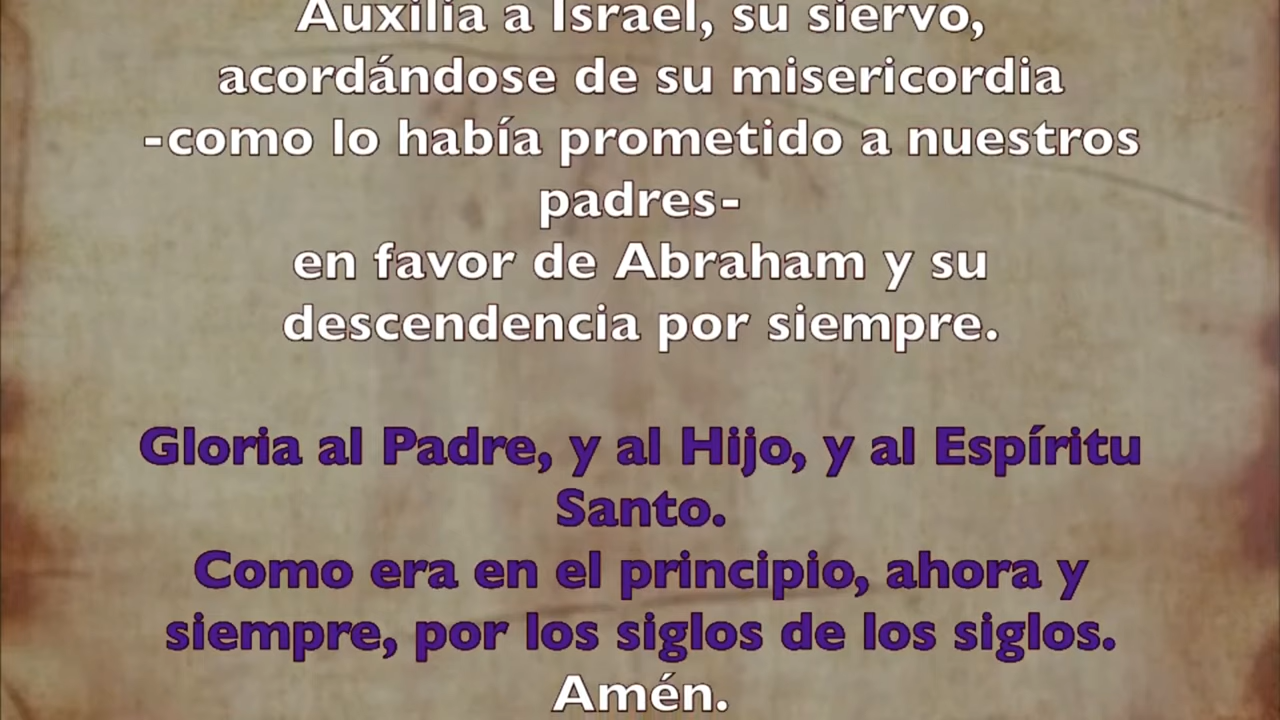 Auxilia a Israel, su siervo,
acordándose de su misericordia
-como lo había prometido a nuestros
padres-
en favor de Abraham y su
descendencia por siempre.
Gloria al Padre, y al Hijo, y al Espíritu
Santo.
Como era en el principio, ahora y
siempre, por los siglos de los siglos.
Amén.